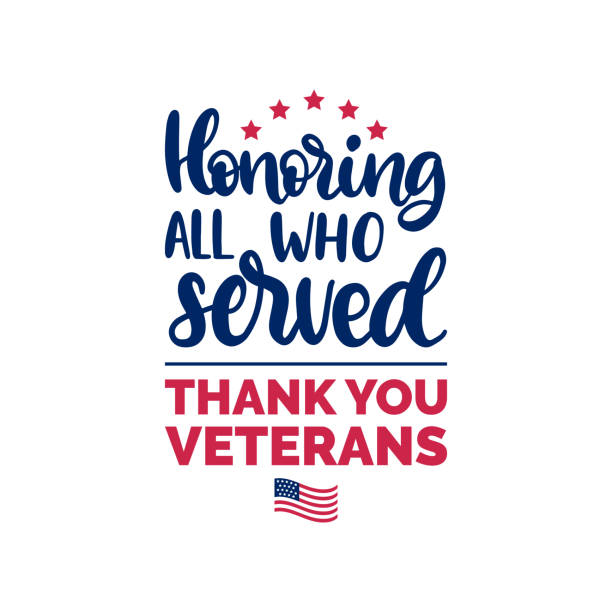 Honoring
ALL WHO
served
THANK YOU
VETERANS